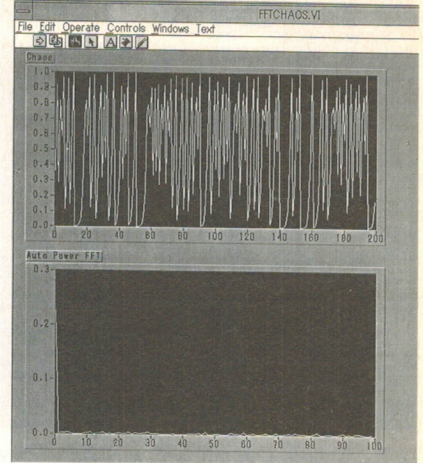 FFTCHAOS.VI
File Edit Operate Controls Windows Text
Chaos
1.0
0.9
0.8
0.7
0.6
0.5
0.4
0.3
0.2
0.1
0.0
0 20 40 60 80 100 120 140 160 180 200
Auto Power FFT
0.3
0.2
0.1
0.0
0 10 20 30 40 50 60 70 80 90 100